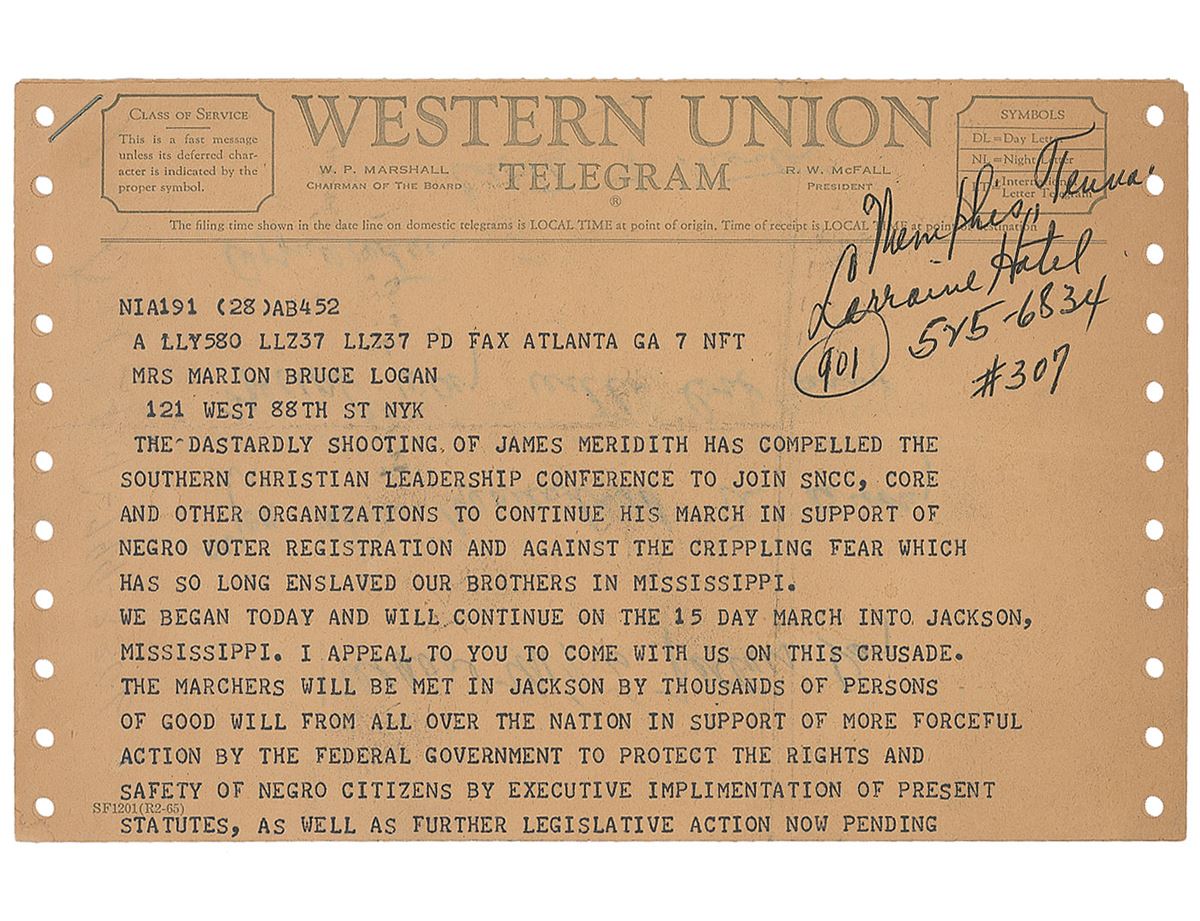 CLASS OF SERVICE
This is a fast message
unless its deferred char-
acter is indicated by the
proper symbol.
WESTERN UNION
TELEGRAM
®
W. P. MARSHALL
CHAIRMAN OF THE BOARD
R. W. McFALL
PRESIDENT
SYMBOLS
DL=Day Letter
NL=Night Letter
LT=International
Letter Telegram
The filing time shown in the date line on domestic telegrams is LOCAL TIME at point of origin. Time of receipt is LOCAL TIME at point of destination
Memphis, Tenna.
Lorraine Hotel
901 525-6834
#307
NIA191 (28)AB452
A LLY580 LLZ37 LLZ37 PD FAX ATLANTA GA 7 NFT
MRS MARION BRUCE LOGAN
121 WEST 88TH ST NYK
THE DASTARDLY SHOOTING OF JAMES MERIDITH HAS COMPELLED THE
SOUTHERN CHRISTIAN LEADERSHIP CONFERENCE TO JOIN SNCC, CORE
AND OTHER ORGANIZATIONS TO CONTINUE HIS MARCH IN SUPPORT OF
NEGRO VOTER REGISTRATION AND AGAINST THE CRIPPLING FEAR WHICH
HAS SO LONG ENSLAVED OUR BROTHERS IN MISSISSIPPI.
WE BEGAN TODAY AND WILL CONTINUE ON THE 15 DAY MARCH INTO JACKSON,
MISSISSIPPI. I APPEAL TO YOU TO COME WITH US ON THIS CRUSADE.
THE MARCHERS WILL BE MET IN JACKSON BY THOUSANDS OF PERSONS
OF GOOD WILL FROM ALL OVER THE NATION IN SUPPORT OF MORE FORCEFUL
ACTION BY THE FEDERAL GOVERNMENT TO PROTECT THE RIGHTS AND
SAFETY OF NEGRO CITIZENS BY EXECUTIVE IMPLIMENTATION OF PRESENT
SF1201(R2-65)
STATUTES, AS WELL AS FURTHER LEGISLATIVE ACTION NOW PENDING